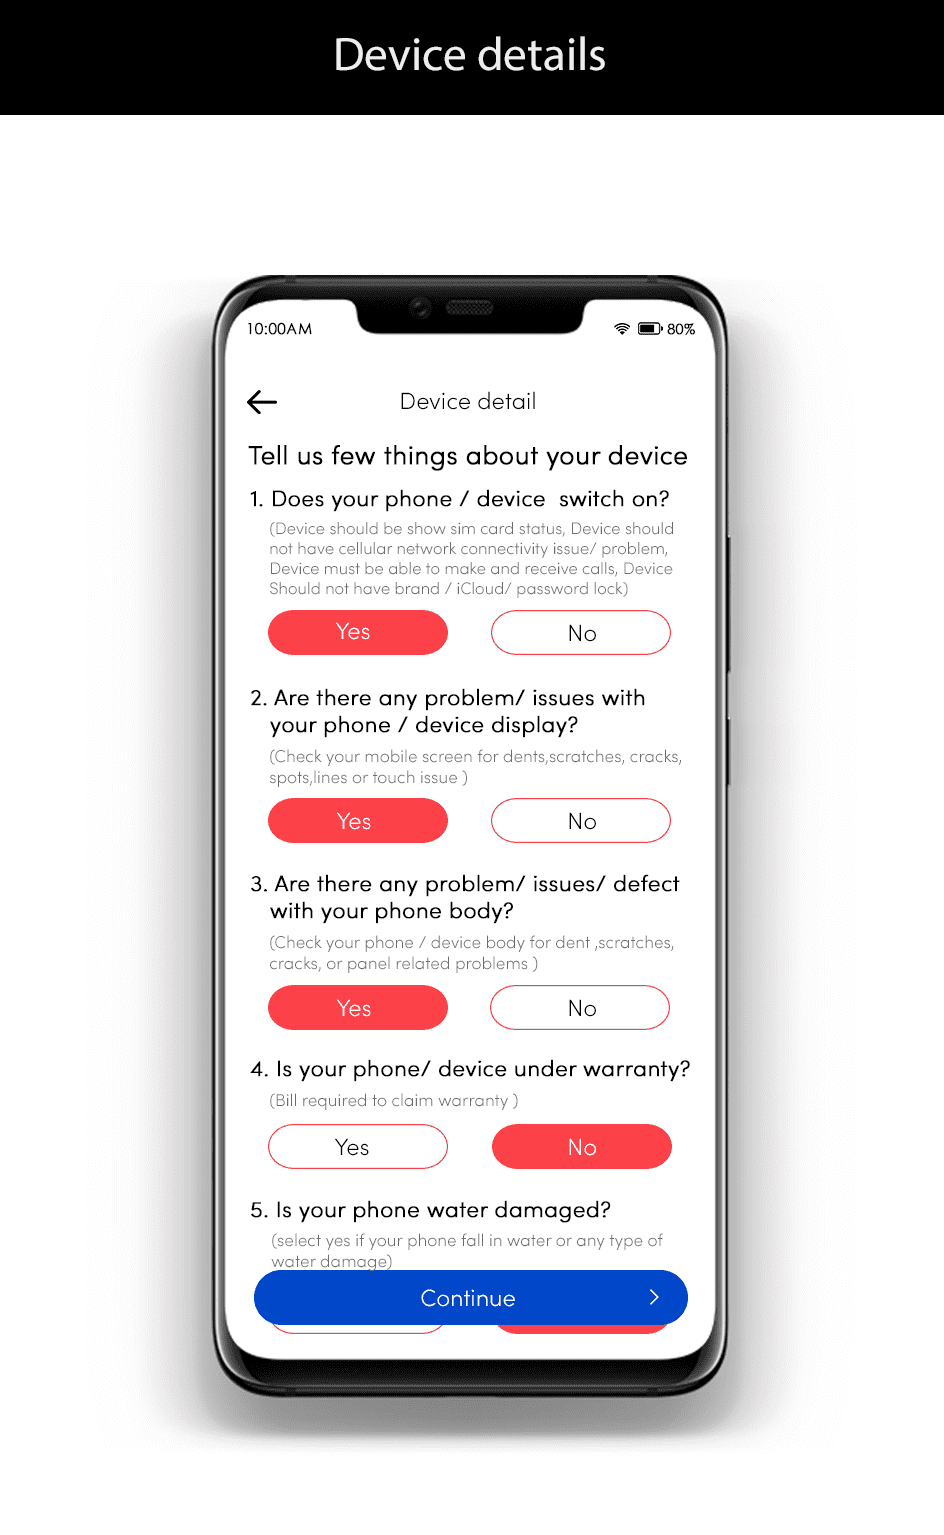 Device details
10:00AM 80%
Device detail
Tell us few things about your device
1. Does your phone / device  switch on?
(Device should be show sim card status, Device should
not have cellular network connectivity issue/ problem,
Device must be able to make and receive calls, Device
Should not have brand / iCloud/ password lock)
Yes No
2. Are there any problem/ issues with
your phone / device display?
(Check your mobile screen for dents,scratches, cracks,
spots,lines or touch issue )
Yes No
3. Are there any problem/ issues/ defect
with your phone body?
(Check your phone / device body for dent ,scratches,
cracks, or panel related problems )
Yes No
4. Is your phone/ device under warranty?
(Bill required to claim warranty )
Yes No
5. Is your phone water damaged?
(select yes if your phone fall in water or any type of
water damage)
Continue